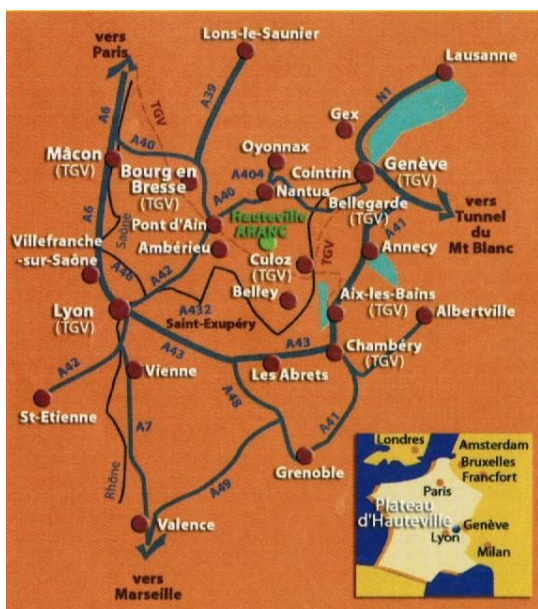 vers
Paris
Lons-le-Saunier
Lausanne
TGV
A39
N1
A6
Gex
A40
Oyonnax
Mâcon
(TGV)
A404
Cointrin
Genève
(TGV)
Bourg en
Bresse
(TGV)
A40
Nantua
Bellegarde
(TGV)
vers
Tunnel
du
Mt Blanc
A6
Saône
Pont d'Ain
Hauteville
ARANC
A41
Villefranche
-sur-Saône
Ambérieu
TGV
Annecy
A46
A42
Culoz
(TGV)
Belley
Lyon
(TGV)
A432
Saint-Exupéry
Aix-les-Bains
(TGV)
Albertville
A43
A43
Chambéry
(TGV)
A42
Vienne
Les Abrets
St-Etienne
A7
A48
A41
Rhône
Grenoble
A49
Valence
vers
Marseille
Londres
Amsterdam
Bruxelles
Francfort
Paris
Plateau
d'Hauteville
Genève
Lyon
Milan